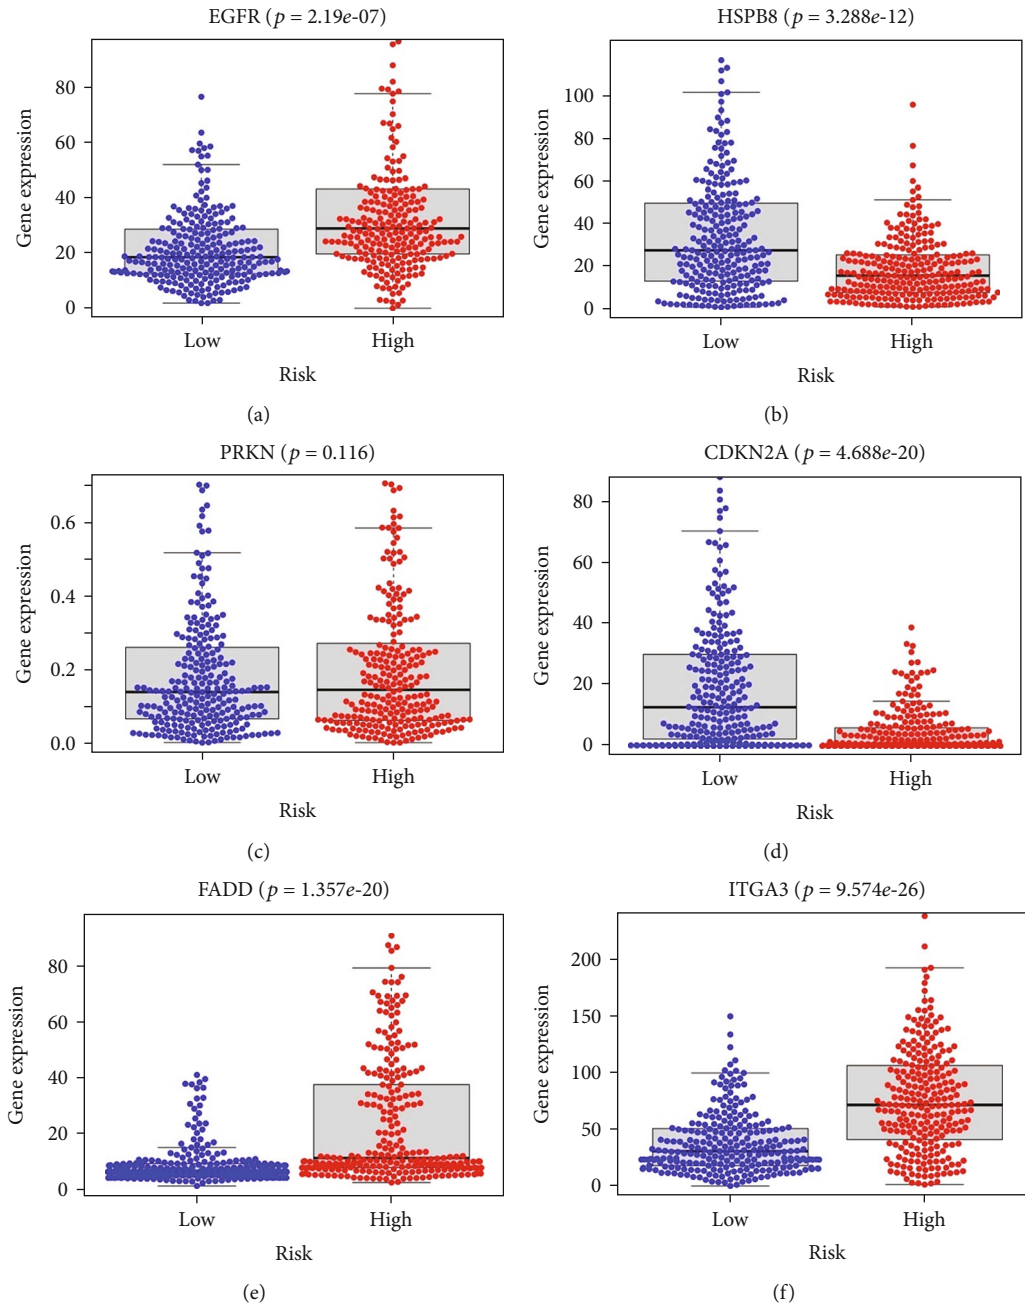 EGFR (p = 2.19e-07)
Gene expression
80
60
40
20
0
Low High
Risk
(a)
HSPB8 (p = 3.288e-12)
Gene expression
100
80
60
40
20
0
Low High
Risk
(b)
PRKN (p = 0.116)
Gene expression
0.6
0.4
0.2
0.0
Low High
Risk
(c)
CDKN2A (p = 4.688e-20)
Gene expression
80
60
40
20
0
Low High
Risk
(d)
FADD (p = 1.357e-20)
Gene expression
80
60
40
20
0
Low High
Risk
(e)
ITGA3 (p = 9.574e-26)
Gene expression
200
150
100
50
0
Low High
Risk
(f)